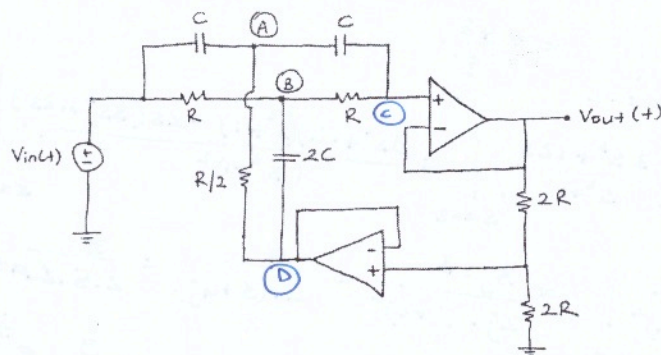 C
C
A
B
+
R
R
C
-
Vout(+)
Vin(+)
+
-
2C
R/2
2R
-
+
D
2R